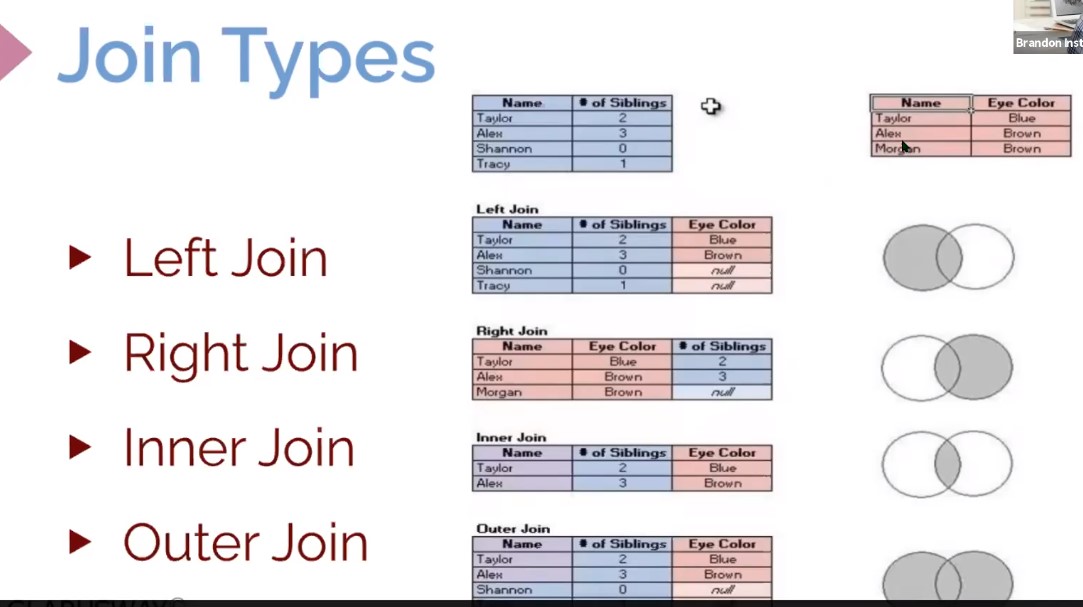 Join Types
Brandon Inst
Name # of Siblings
Taylor 2
Alex 3
Shannon 0
Tracy 1
Name Eye Color
Taylor Blue
Alex Brown
Morgan Brown
Left Join
Right Join
Inner Join
Outer Join
Left Join
Name # of Siblings Eye Color
Taylor 2 Blue
Alex 3 Brown
Shannon 0 null
Tracy 1 null
Right Join
Name Eye Color # of Siblings
Taylor Blue 2
Alex Brown 3
Morgan Brown null
Inner Join
Name # of Siblings Eye Color
Taylor 2 Blue
Alex 3 Brown
Outer Join
Name # of Siblings Eye Color
Taylor 2 Blue
Alex 3 Brown
Shannon 0 null